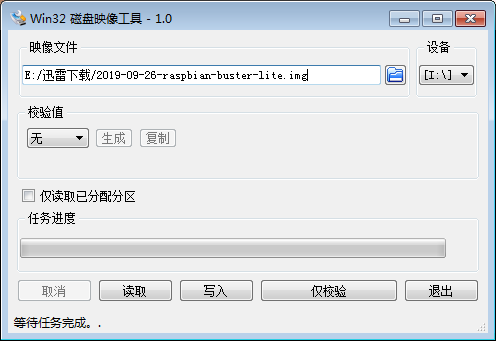 Win32 磁盘映像工具 - 1.0
映像文件
设备
E:/迅雷下载/2019-09-26-raspbian-buster-lite.img
[I:\]
校验值
无
生成
复制
仅读取已分配分区
任务进度
取消
读取
写入
仅校验
退出
等待任务完成。.